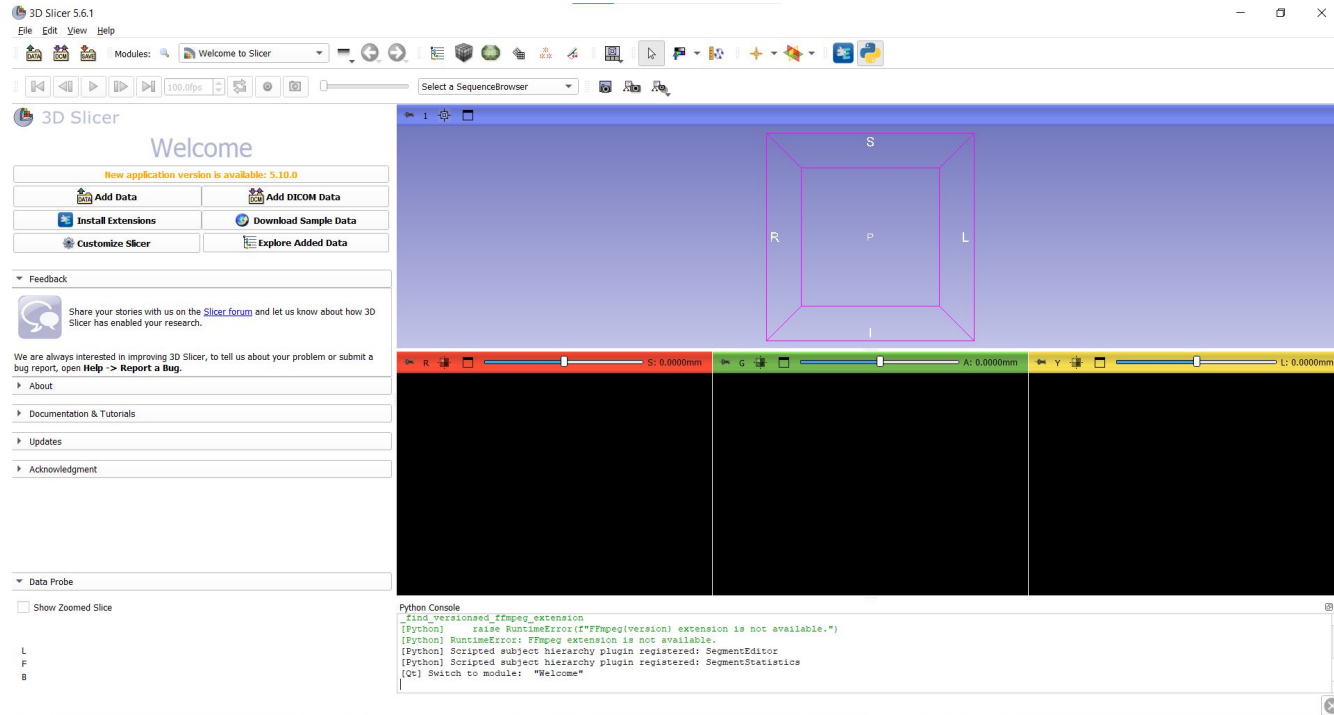 3D Slicer 5.6.1
File Edit View Help
DATA DCM SAVE Modules: Welcome to Slicer
100.0fps Select a SequenceBrowser
3D Slicer
Welcome
New application version is available: 5.10.0
DATA Add Data DCM Add DICOM Data
Install Extensions Download Sample Data
Customize Slicer Explore Added Data
Feedback
Share your stories with us on the Slicer forum and let us know about how 3D
Slicer has enabled your research.
We are always interested in improving 3D Slicer, to tell us about your problem or submit a
bug report, open Help -> Report a Bug.
About
Documentation & Tutorials
Updates
Acknowledgment
Data Probe
Show Zoomed Slice
L
F
B
1
S
R P L
I
R S: 0.0000mm G A: 0.0000mm Y L: 0.0000mm
Python Console
_find_versionsed_ffmpeg_extension
[Python] raise RuntimeError(f"FFmpeg{version} extension is not available.")
[Python] RuntimeError: FFmpeg extension is not available.
[Python] Scripted subject hierarchy plugin registered: SegmentEditor
[Python] Scripted subject hierarchy plugin registered: SegmentStatistics
[Qt] Switch to module: "Welcome"